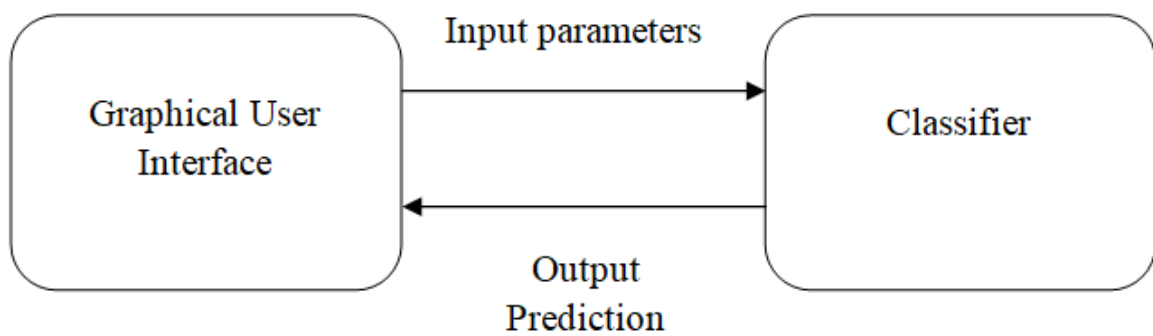 Input parameters
Graphical User
Interface
Classifier
Output
Prediction